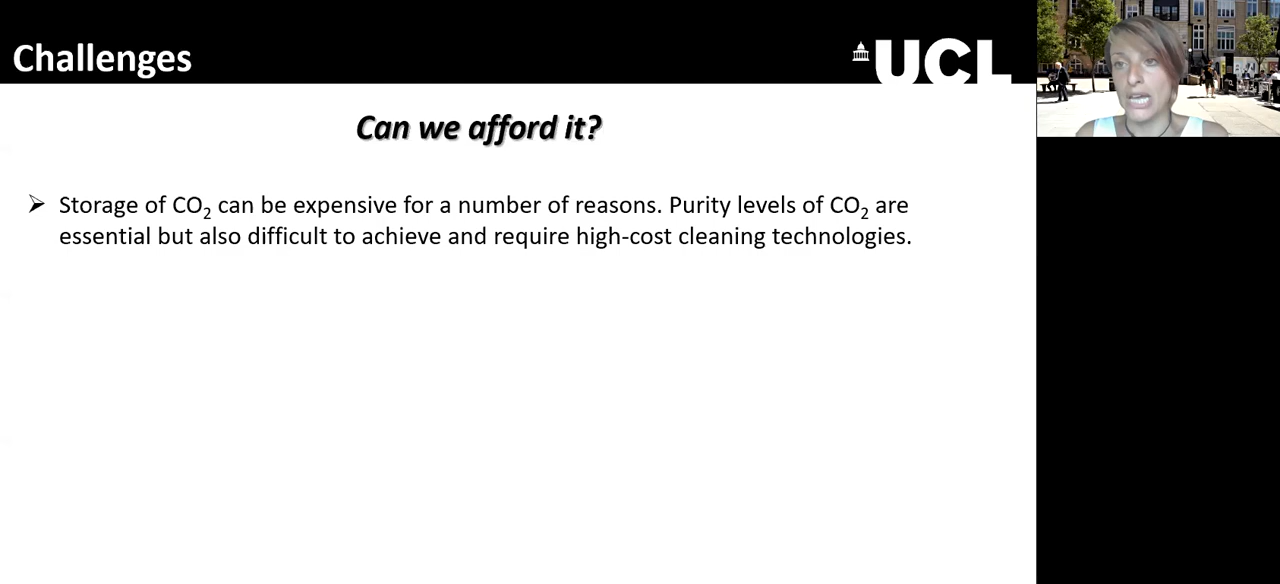 Challenges
UCL
Can we afford it?
➢ Storage of CO₂ can be expensive for a number of reasons. Purity levels of CO₂ are
essential but also difficult to achieve and require high-cost cleaning technologies.